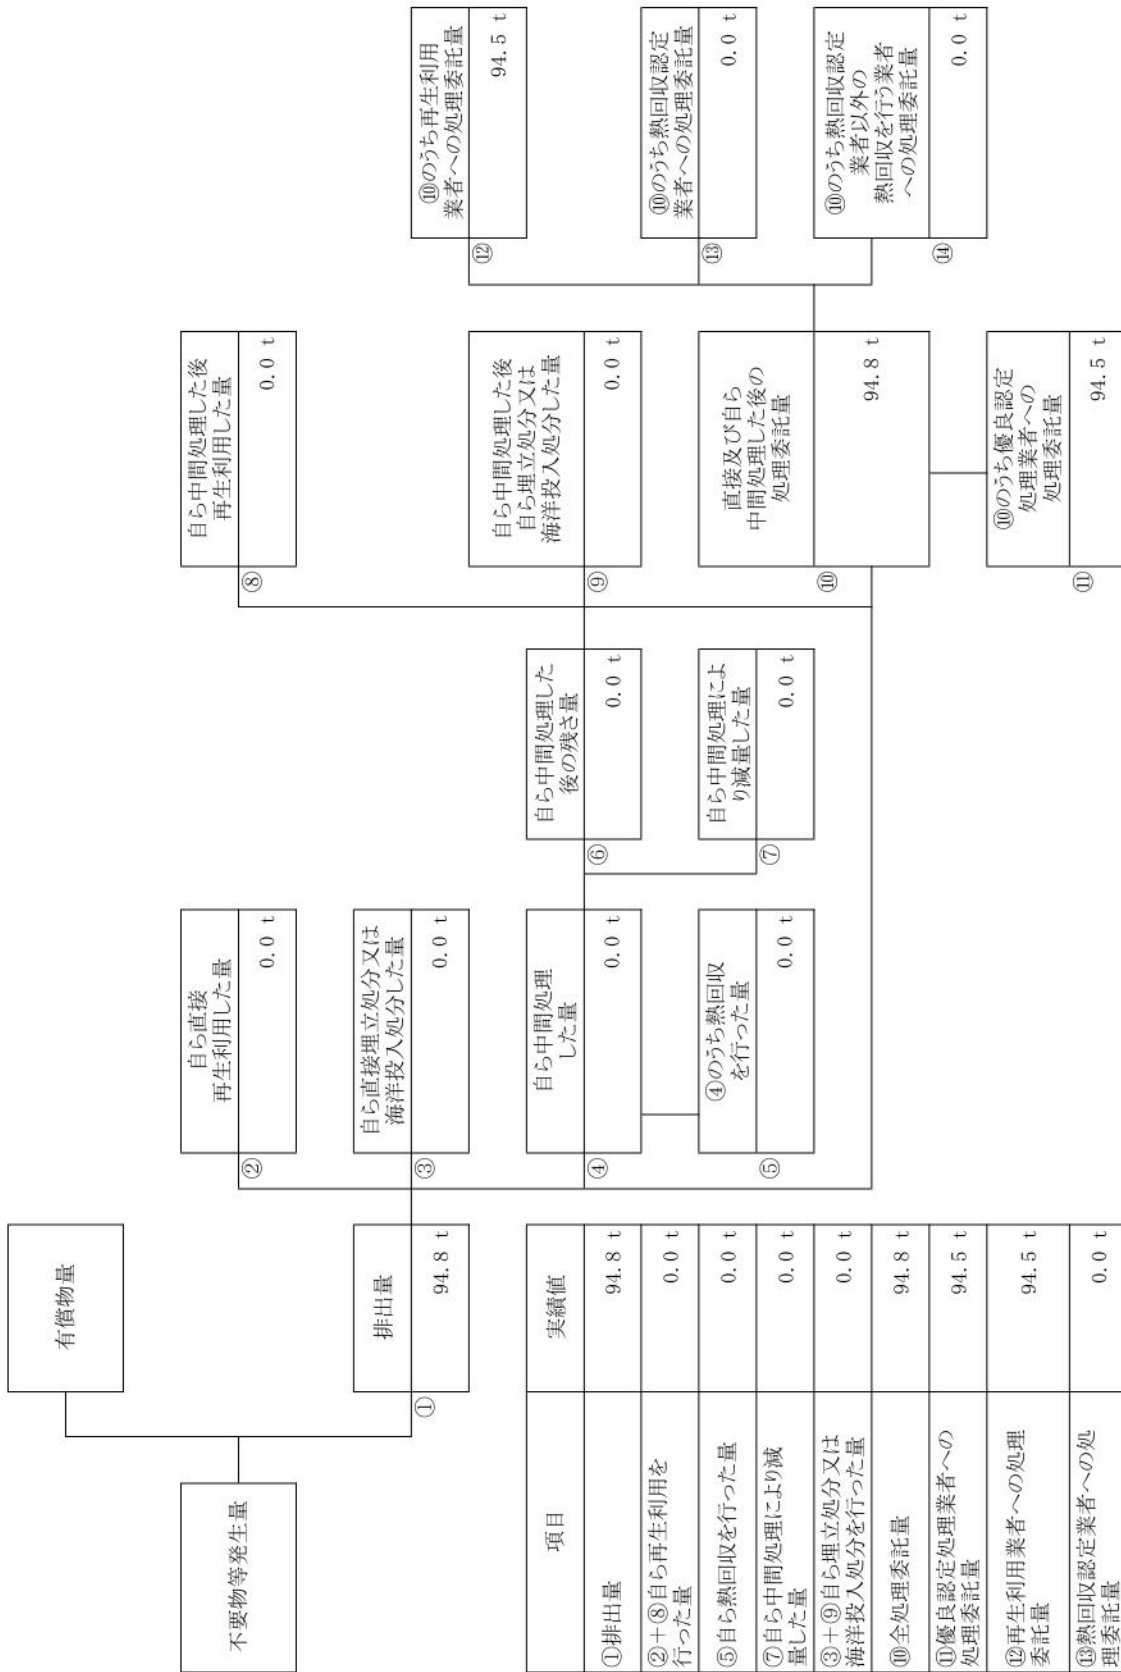 不要物等発生量
有償物量
排出量
①
94.8 t
自ら直接
再生利用した量
②
0.0 t
自ら直接埋立処分又は
海洋投入処分した量
③
0.0 t
自ら中間処理
した量
④
0.0 t
④のうち熱回収
を行った量
⑤
0.0 t
自ら中間処理した
後の残さ量
⑥
0.0 t
自ら中間処理によ
り減量した量
⑦
0.0 t
自ら中間処理した後
再生利用した量
⑧
0.0 t
自ら中間処理した後
自ら埋立処分又は
海洋投入処分した量
⑨
0.0 t
直接及び自ら
中間処理した後の
処理委託量
⑩
94.8 t
⑩のうち優良認定
処理業者への
処理委託量
⑪
94.5 t
⑩のうち再生利用
業者への処理委託量
⑫
94.5 t
⑩のうち熱回収認定
業者への処理委託量
⑬
0.0 t
⑩のうち熱回収認定
業者以外の
熱回収を行う業者
への処理委託量
⑭
0.0 t
項目 実績値
①排出量 94.8 t
②+⑧自ら再生利用を
行った量 0.0 t
⑤自ら熱回収を行った量 0.0 t
⑦自ら中間処理により減
量した量 0.0 t
③+⑨自ら埋立処分又は
海洋投入処分を行った量 0.0 t
⑩全処理委託量 94.8 t
⑪優良認定処理業者への
処理委託量 94.5 t
⑫再生利用業者への処理
委託量 94.5 t
⑬熱回収認定業者への処
理委託量 0.0 t